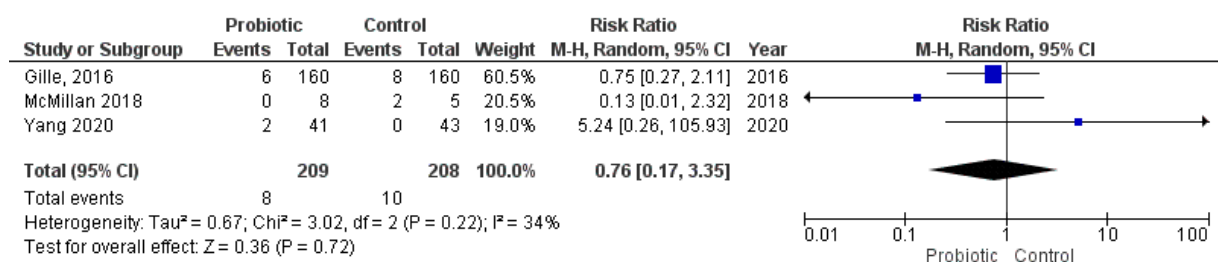 Probiotic Control Risk Ratio Risk Ratio
Study or Subgroup Events Total Events Total Weight M-H, Random, 95% CI Year M-H, Random, 95% CI
Gille, 2016 6 160 8 160 60.5% 0.75 [0.27, 2.11] 2016
McMillan 2018 0 8 2 5 20.5% 0.13 [0.01, 2.32] 2018
Yang 2020 2 41 0 43 19.0% 5.24 [0.26, 105.93] 2020
Total (95% CI) 209 208 100.0% 0.76 [0.17, 3.35]
Total events 8 10
Heterogeneity: Tau² = 0.67; Chi² = 3.02, df = 2 (P = 0.22); I² = 34%
Test for overall effect: Z = 0.36 (P = 0.72)
0.01 0.1 1 10 100
Probiotic Control